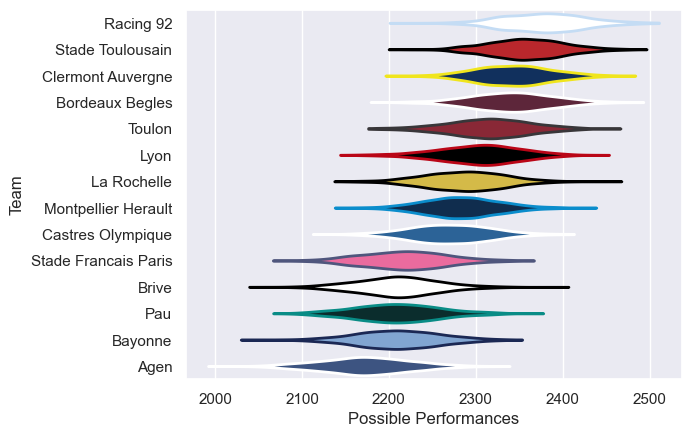 Racing 92
Stade Toulousain
Clermont Auvergne
Bordeaux Begles
Toulon
Lyon
La Rochelle
Montpellier Herault
Castres Olympique
Stade Francais Paris
Brive
Pau
Bayonne
Agen
Team
2000 2100 2200 2300 2400 2500
Possible Performances